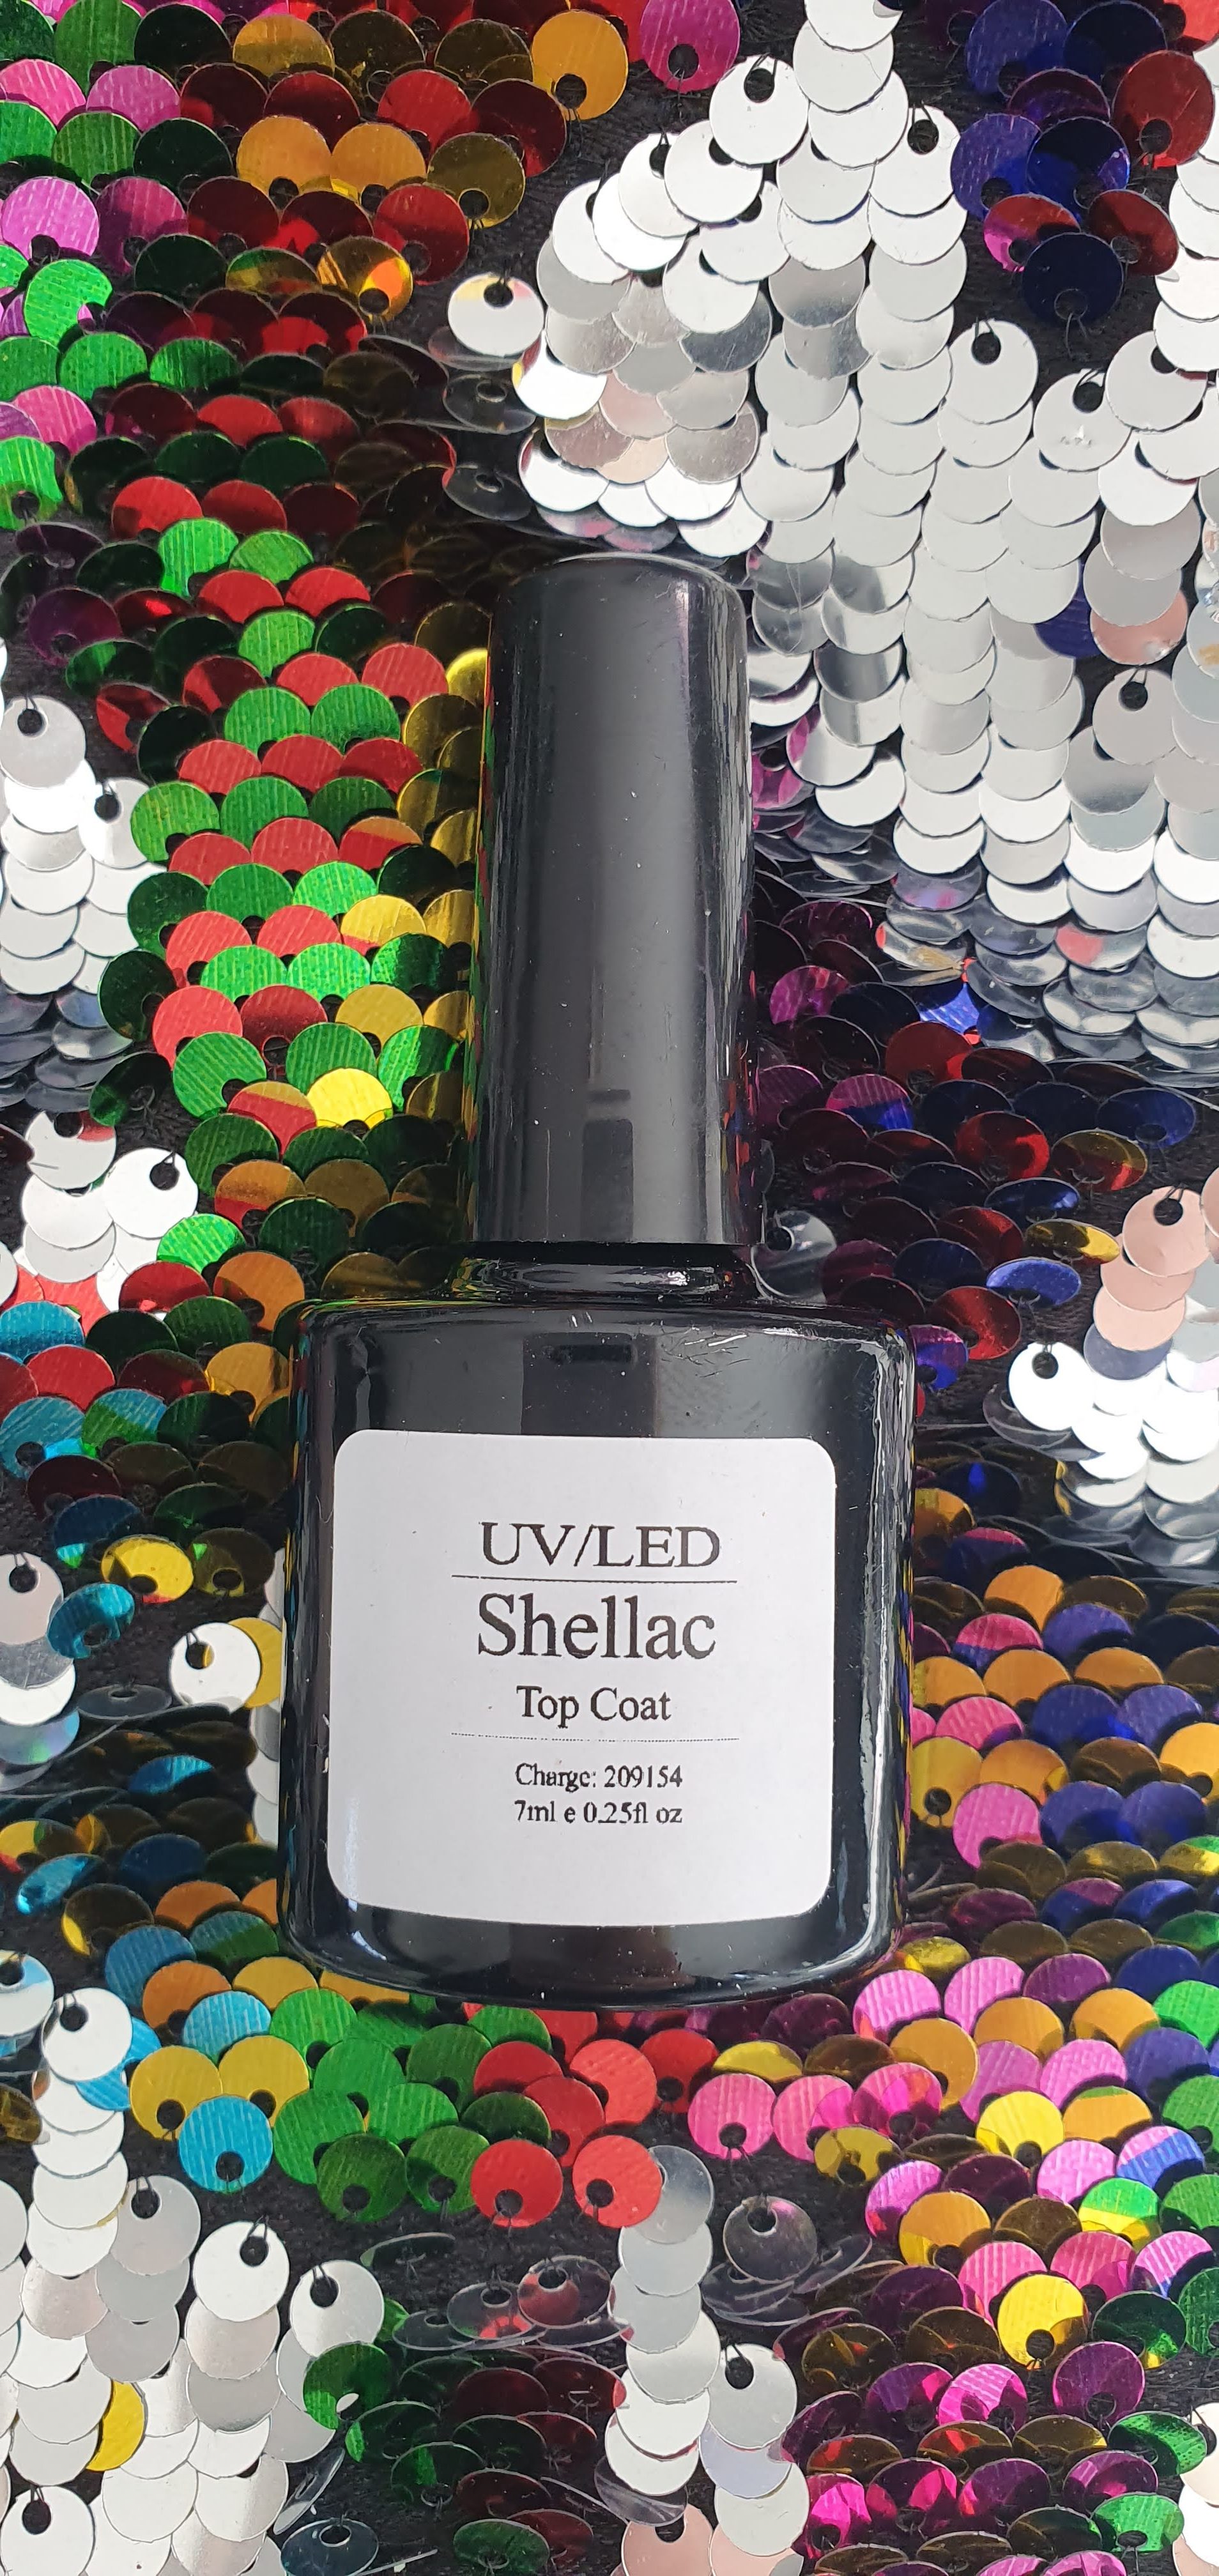 UV/LED
Shellac
Top Coat
Charge: 209154
7ml e 0.25fl oz